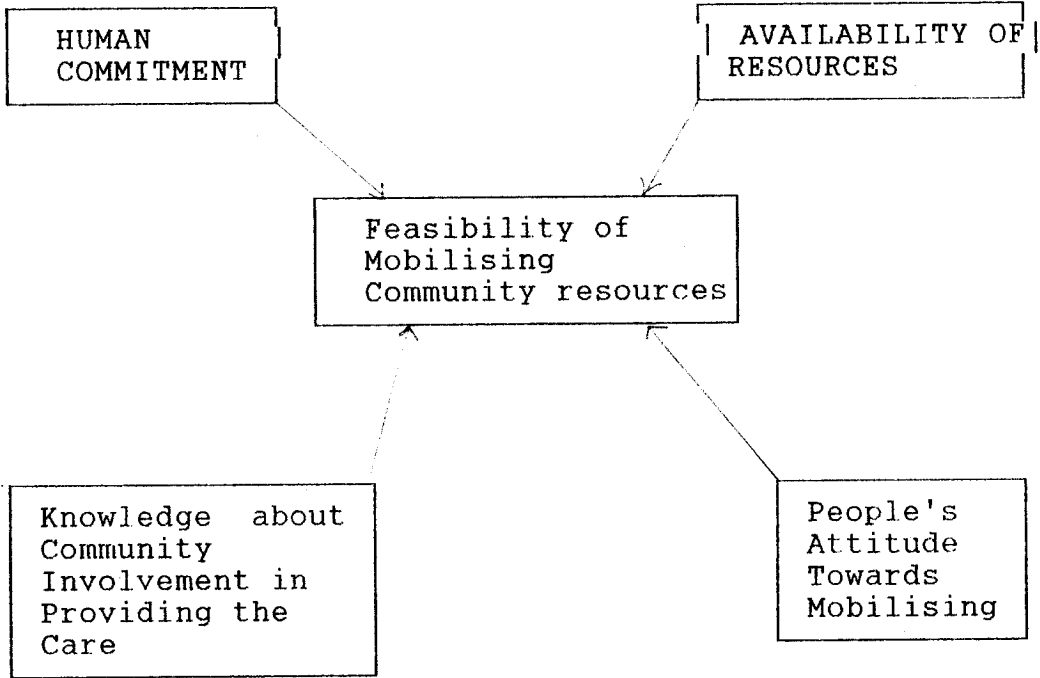 HUMAN
COMMITMENT
AVAILABILITY OF
RESOURCES
Feasibility of
Mobilising
Community resources
Knowledge about
Community
Involvement in
Providing the
Care
People's
Attitude
Towards
Mobilising